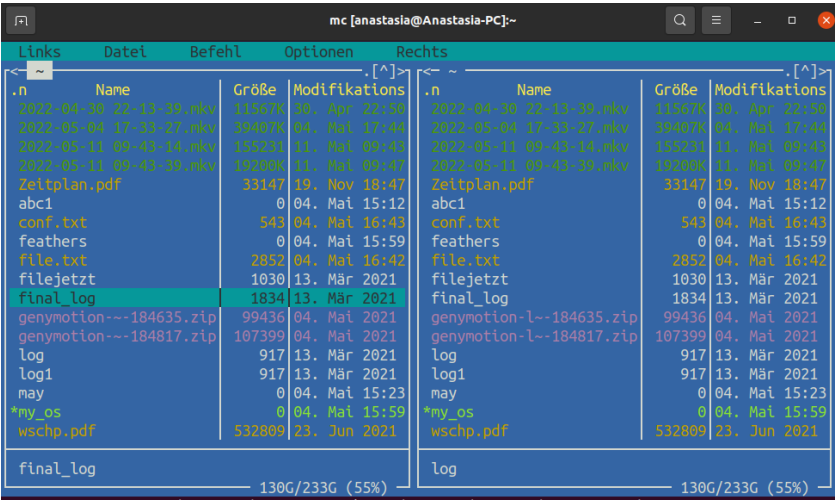 mc [anastasia@Anastasia-PC]:~
Links Datei Befehl Optionen Rechts
<- ~ .[^]> <- ~ .[^]>
.n Name Größe Modifikations .n Name Größe Modifikations
2022-04-30 22-13-39.mkv 11567K 30. Apr 22:50 2022-04-30 22-13-39.mkv 11567K 30. Apr 22:50
2022-05-04 17-33-27.mkv 39407K 04. Mai 17:44 2022-05-04 17-33-27.mkv 39407K 04. Mai 17:44
2022-05-11 09-43-14.mkv 155231 11. Mai 09:43 2022-05-11 09-43-14.mkv 155231 11. Mai 09:43
2022-05-11 09-43-39.mkv 19200K 11. Mai 09:47 2022-05-11 09-43-39.mkv 19200K 11. Mai 09:47
Zeitplan.pdf 33147 19. Nov 18:47 Zeitplan.pdf 33147 19. Nov 18:47
abc1 0 04. Mai 15:12 abc1 0 04. Mai 15:12
conf.txt 543 04. Mai 16:43 conf.txt 543 04. Mai 16:43
feathers 0 04. Mai 15:59 feathers 0 04. Mai 15:59
file.txt 2852 04. Mai 16:42 file.txt 2852 04. Mai 16:42
filejetzt 1030 13. Mär 2021 filejetzt 1030 13. Mär 2021
final_log 1834 13. Mär 2021 final_log 1834 13. Mär 2021
genymotion-~-184635.zip 99436 04. Mai 2021 genymotion-l~-184635.zip 99436 04. Mai 2021
genymotion-~-184817.zip 107399 04. Mai 2021 genymotion-l~-184817.zip 107399 04. Mai 2021
log 917 13. Mär 2021 log 917 13. Mär 2021
log1 917 13. Mär 2021 log1 917 13. Mär 2021
may 0 04. Mai 15:23 may 0 04. Mai 15:23
*my_os 0 04. Mai 15:59 *my_os 0 04. Mai 15:59
wschp.pdf 532809 23. Jun 2021 wschp.pdf 532809 23. Jun 2021
final_log log
130G/233G (55%) 130G/233G (55%)